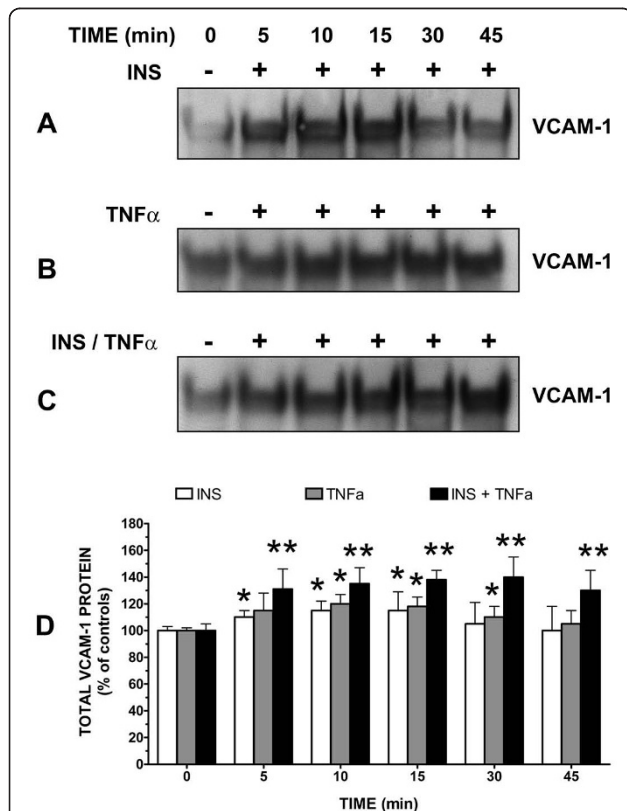 TIME (min) 0 5 10 15 30 45
INS - + + + + +
A VCAM-1
TNFα - + + + + +
B VCAM-1
INS / TNFα - + + + + +
C VCAM-1
INS TNFa INS + TNFa
D
TOTAL VCAM-1 PROTEIN
(% of controls)
180
160
140
120
100
80
60
40
20
0
* ** * * ** * * ** * ** **
0 5 10 15 30 45
TIME (min)